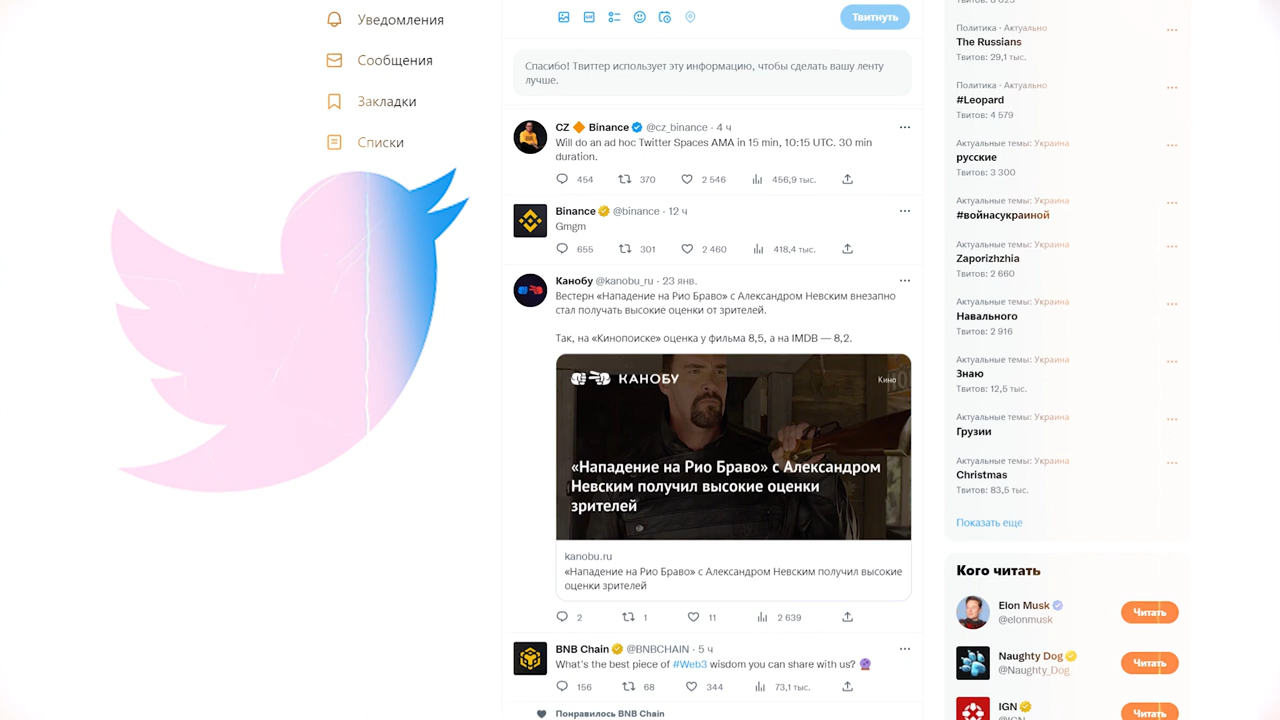 Уведомления
Сообщения
Закладки
Списки
Твитнуть
Спасибо! Твиттер использует эту информацию, чтобы сделать вашу ленту
лучше.
CZ 🔶 Binance @cz_binance · 4 ч
Will do an ad hoc Twitter Spaces AMA in 15 min, 10:15 UTC. 30 min
duration.
454 370 2 546 456,9 тыс.
Binance @binance · 12 ч
Gmgm
655 301 2 460 418,4 тыс.
Канобу @kanobu_ru · 23 янв.
Вестерн «Нападение на Рио Браво» с Александром Невским внезапно
стал получать высокие оценки от зрителей.
Так, на «Кинопоиске» оценка у фильма 8,5, а на IMDB — 8,2.
КАНОБУ
Кино
«Нападение на Рио Браво» с Александром
Невским получил высокие оценки
зрителей
kanobu.ru
«Нападение на Рио Браво» с Александром Невским получил высокие
оценки зрителей
2 1 11 2 639
BNB Chain @BNBCHAIN · 5 ч
What's the best piece of #Web3 wisdom you can share with us? 🔮
156 68 344 73,1 тыс.
Понравилось BNB Chain
Политика · Актуально
The Russians
Твитов: 29,1 тыс.
Политика · Актуально
#Leopard
Твитов: 4 579
Актуальные темы: Украина
русские
Твитов: 3 300
Актуальные темы: Украина
#войнасукраиной
Актуальные темы: Украина
Zaporizhzhia
Твитов: 2 660
Актуальные темы: Украина
Навального
Твитов: 2 916
Актуальные темы: Украина
Знаю
Твитов: 12,5 тыс.
Актуальные темы: Украина
Грузии
Актуальные темы: Украина
Christmas
Твитов: 83,5 тыс.
Показать еще
Кого читать
Elon Musk
@elonmusk
Читать
Naughty Dog
@Naughty_Dog
Читать
IGN
Читать